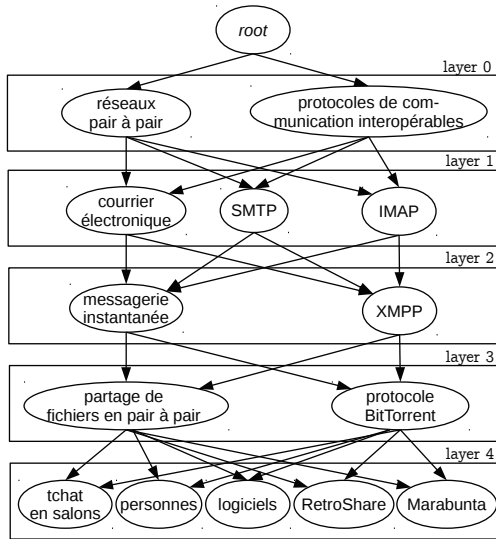 root
layer 0
réseaux
pair à pair
protocoles de com-
munication interopérables
layer 1
courrier
électronique
SMTP
IMAP
layer 2
messagerie
instantanée
XMPP
layer 3
partage de
fichiers en pair à pair
protocole
BitTorrent
layer 4
tchat
en salons
personnes
logiciels
RetroShare
Marabunta